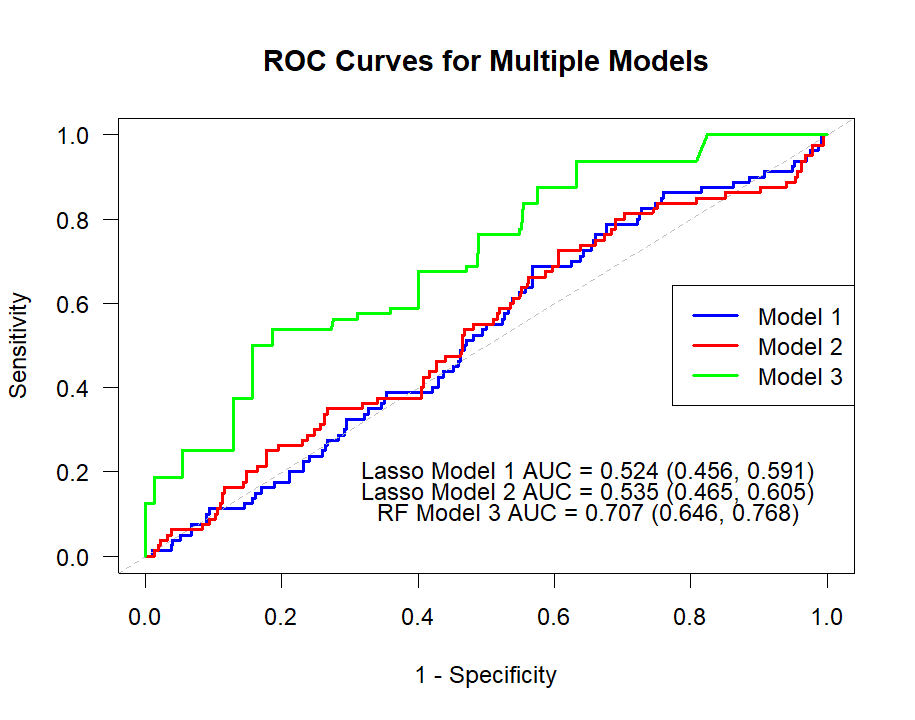 ROC Curves for Multiple Models
Sensitivity
1.0
0.8
0.6
0.4
0.2
0.0
Model 1
Model 2
Model 3
Lasso Model 1 AUC = 0.524 (0.456, 0.591)
Lasso Model 2 AUC = 0.535 (0.465, 0.605)
RF Model 3 AUC = 0.707 (0.646, 0.768)
0.0 0.2 0.4 0.6 0.8 1.0
1 - Specificity